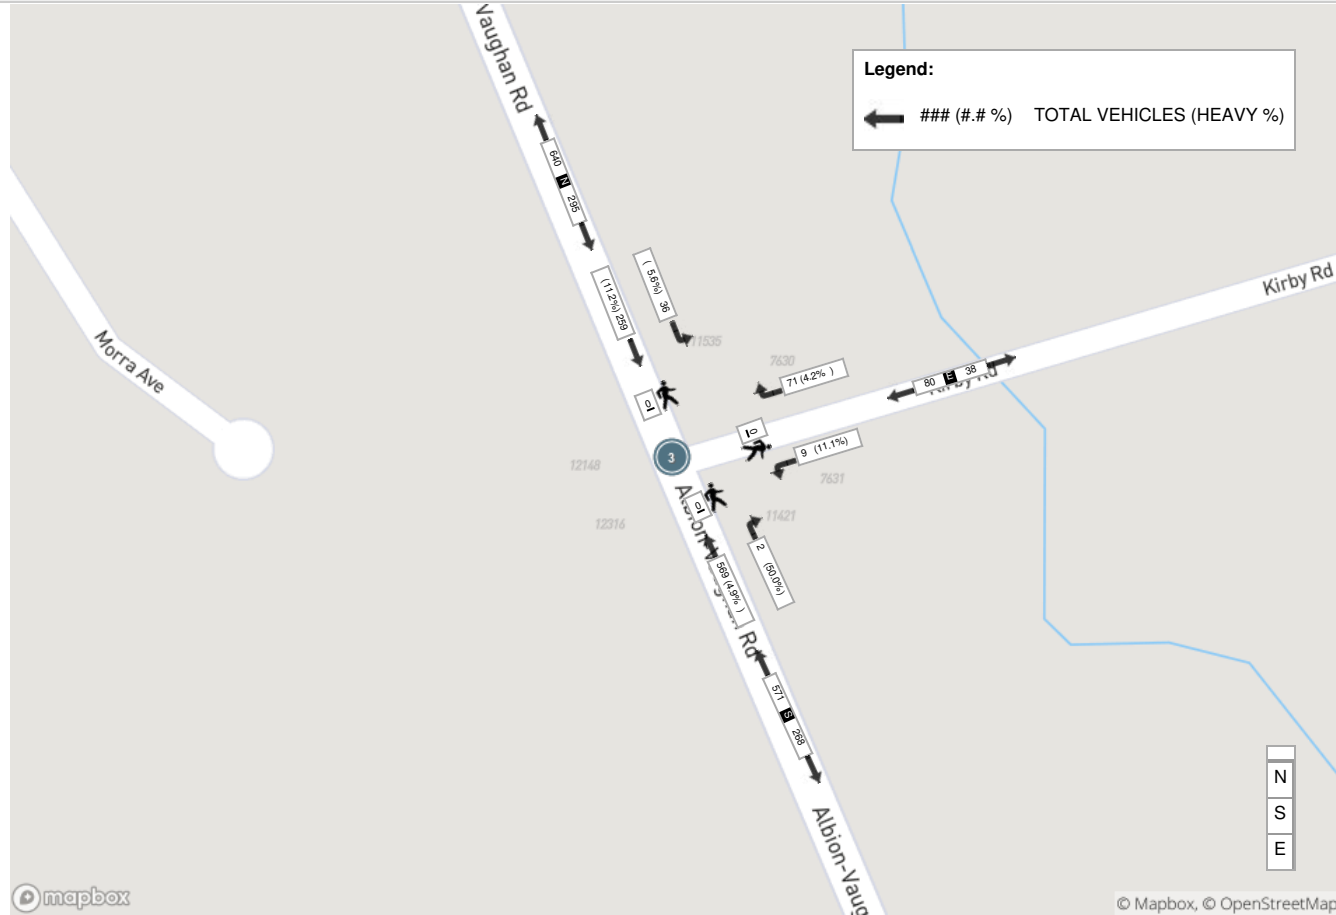 Vaughan Rd
Legend:
### (#.# %) TOTAL VEHICLES (HEAVY %)
640 N 295
( 5.6%) 36
(11.2%) 259
Kirby Rd
11535
Morra Ave
7630
71 (4.2% )
80 E 38
Kirby Rd
0
0
9 (11.1%)
3
12148
7631
0
11421
12316
2 (50.0%)
569 (4.9% )
Albion-Vaughan Rd
571 S 268
N
S
E
Albion-Vaug
mapbox
© Mapbox, © OpenStreetMap